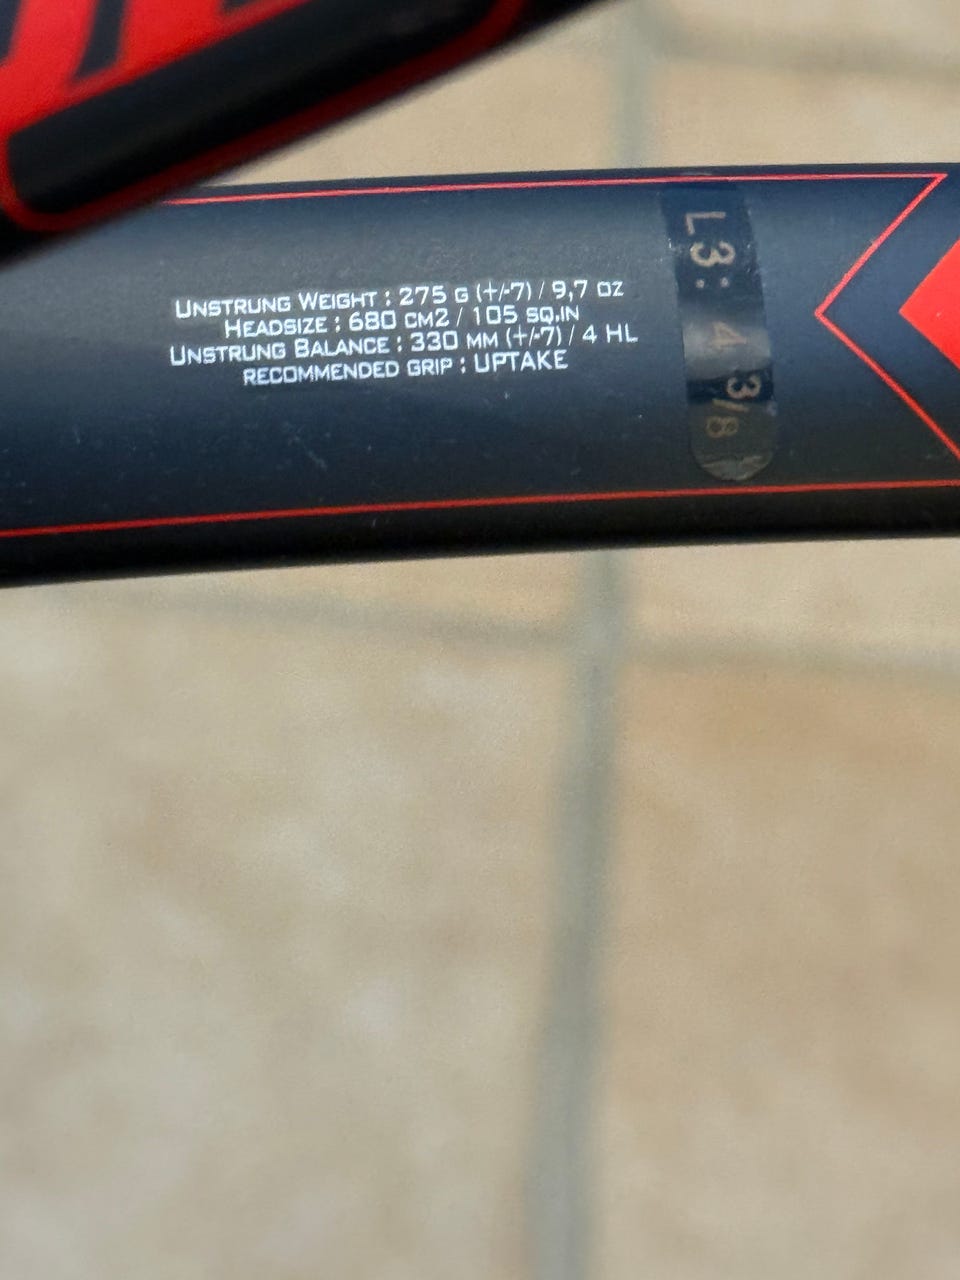 Unstrung Weight : 275 g (+/-7) / 9,7 oz
Headsize : 680 cm2 / 105 sq.in
Unstrung Balance : 330 mm (+/-7) / 4 HL
RECOMMENDED GRIP : UPTAKE
L3: 4 3/8